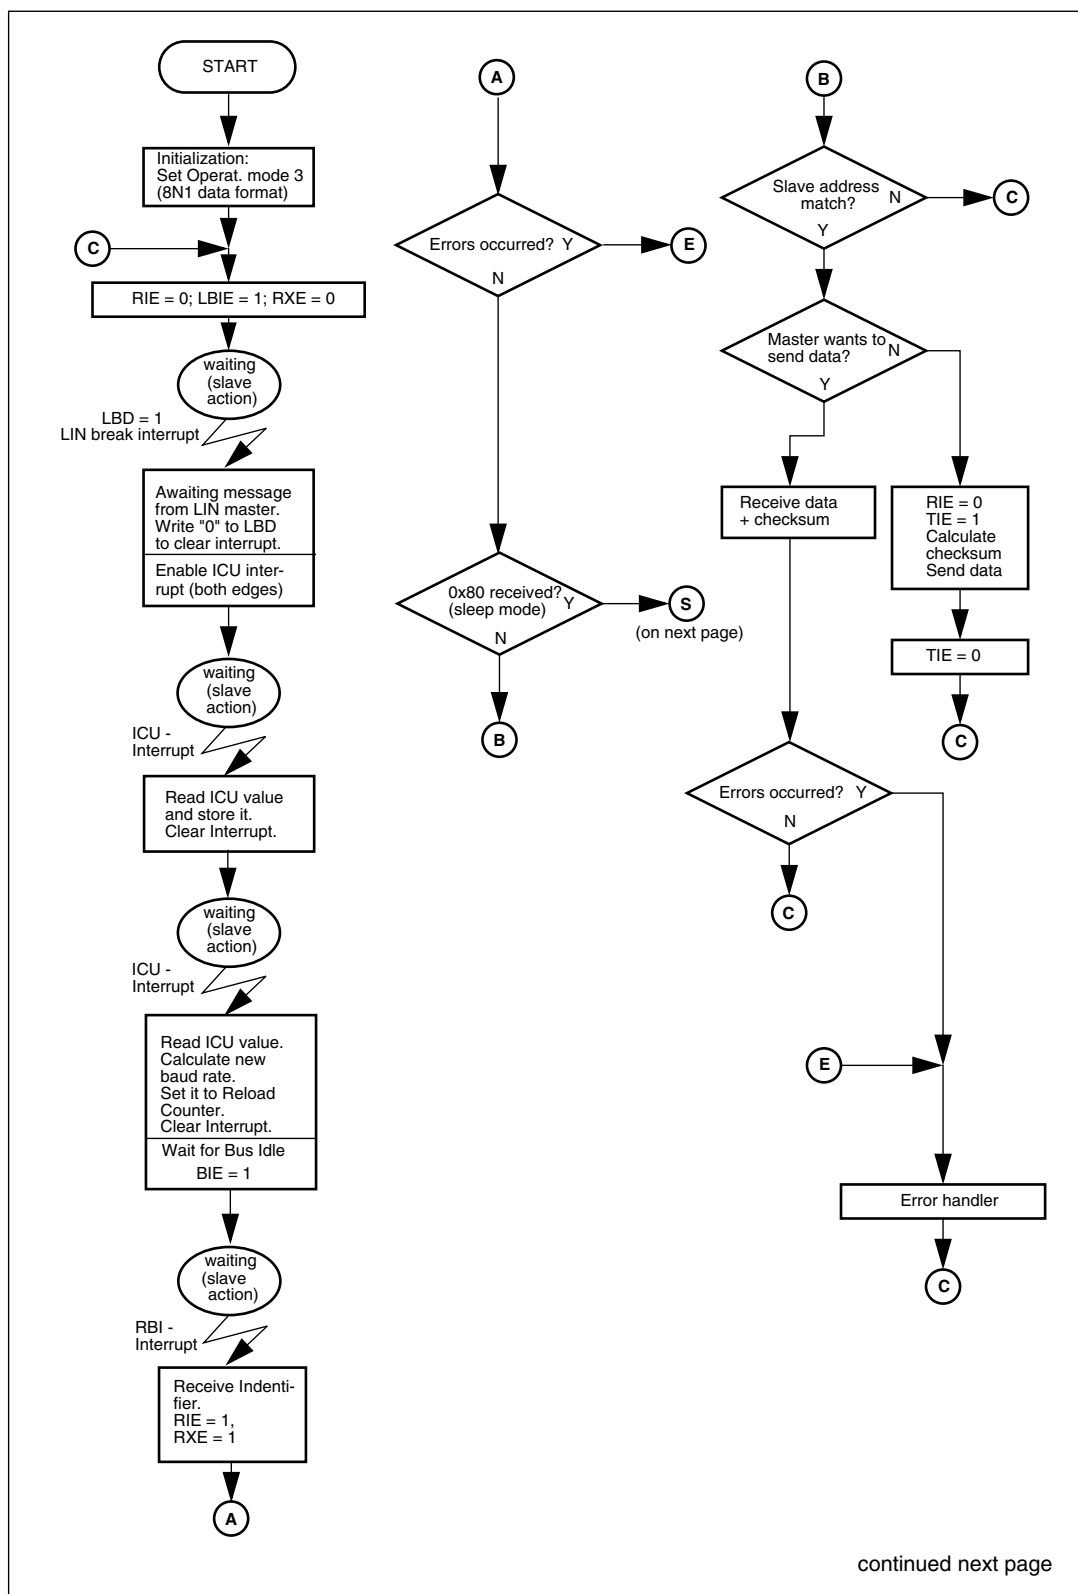 START
Initialization:
Set Operat. mode 3
(8N1 data format)
C
RIE = 0; LBIE = 1; RXE = 0
waiting
(slave
action)
LBD = 1
LIN break interrupt
Awaiting message
from LIN master.
Write "0" to LBD
to clear interrupt.
Enable ICU inter-
rupt (both edges)
waiting
(slave
action)
ICU -
Interrupt
Read ICU value
and store it.
Clear Interrupt.
waiting
(slave
action)
ICU -
Interrupt
Read ICU value.
Calculate new
baud rate.
Set it to Reload
Counter.
Clear Interrupt.
Wait for Bus Idle
BIE = 1
waiting
(slave
action)
RBI -
Interrupt
Receive Indenti-
fier.
RIE = 1,
RXE = 1
A
A
Errors occurred? Y
E
N
0x80 received?
(sleep mode) Y
S
(on next page)
N
B
B
Slave address
match?
N
C
Y
Master wants to
send data?
N
Y
Receive data
+ checksum
RIE = 0
TIE = 1
Calculate
checksum
Send data
TIE = 0
C
Errors occurred? Y
N
C
E
Error handler
C
continued next page